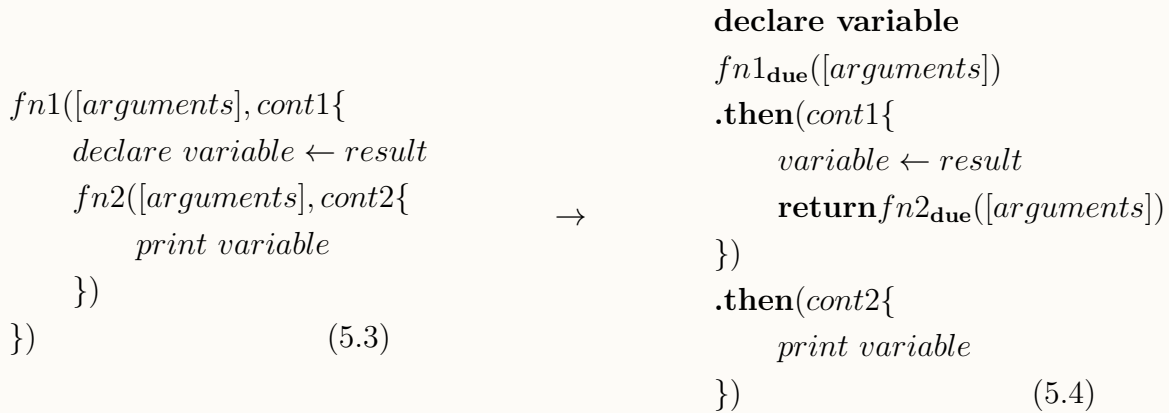 fn1([arguments], cont1{
declare variable ← result
fn2([arguments], cont2{
print variable
})
}) (5.3)
→
declare variable
fn1due([arguments])
.then(cont1{
variable ← result
returnfn2due([arguments])
})
.then(cont2{
print variable
}) (5.4)